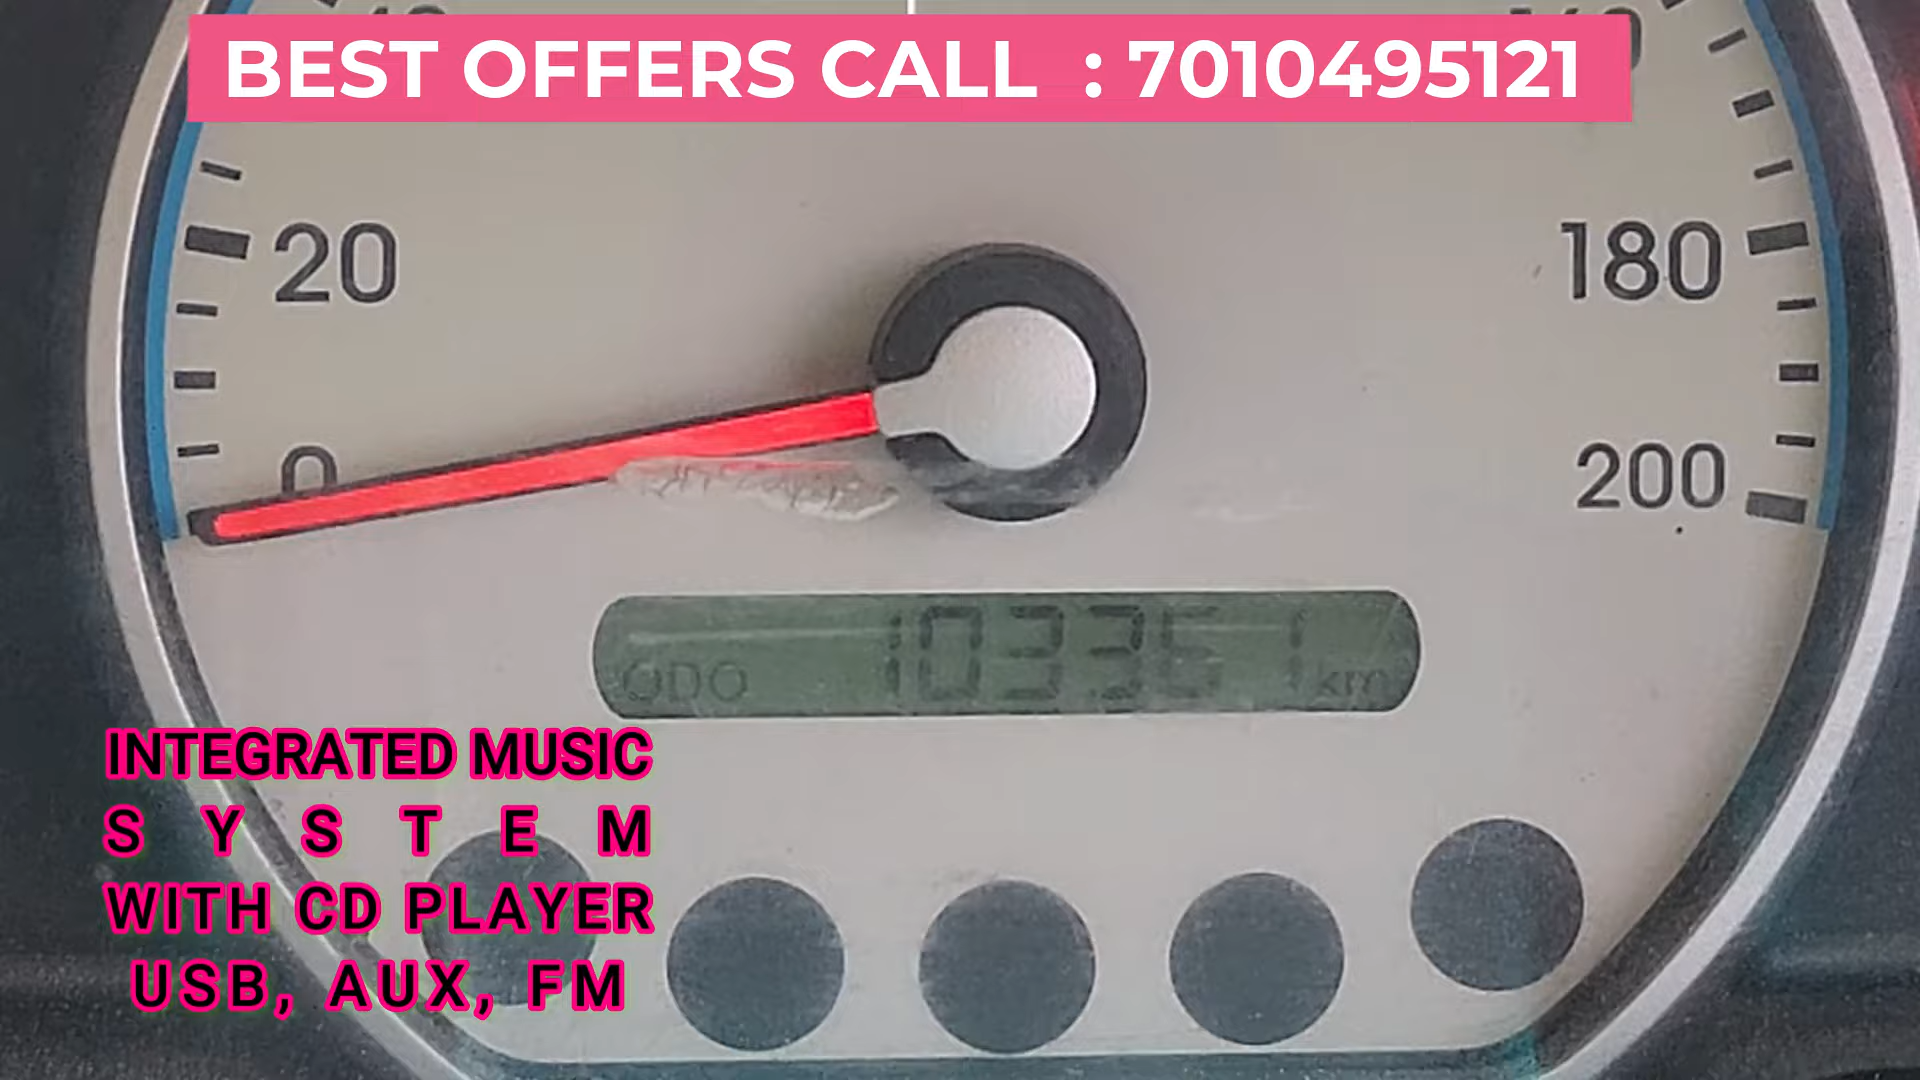 BEST OFFERS CALL : 7010495121
20
180
0
200
ODO 103361 km
INTEGRATED MUSIC
SYSTEM
WITH CD PLAYER
USB, AUX, FM